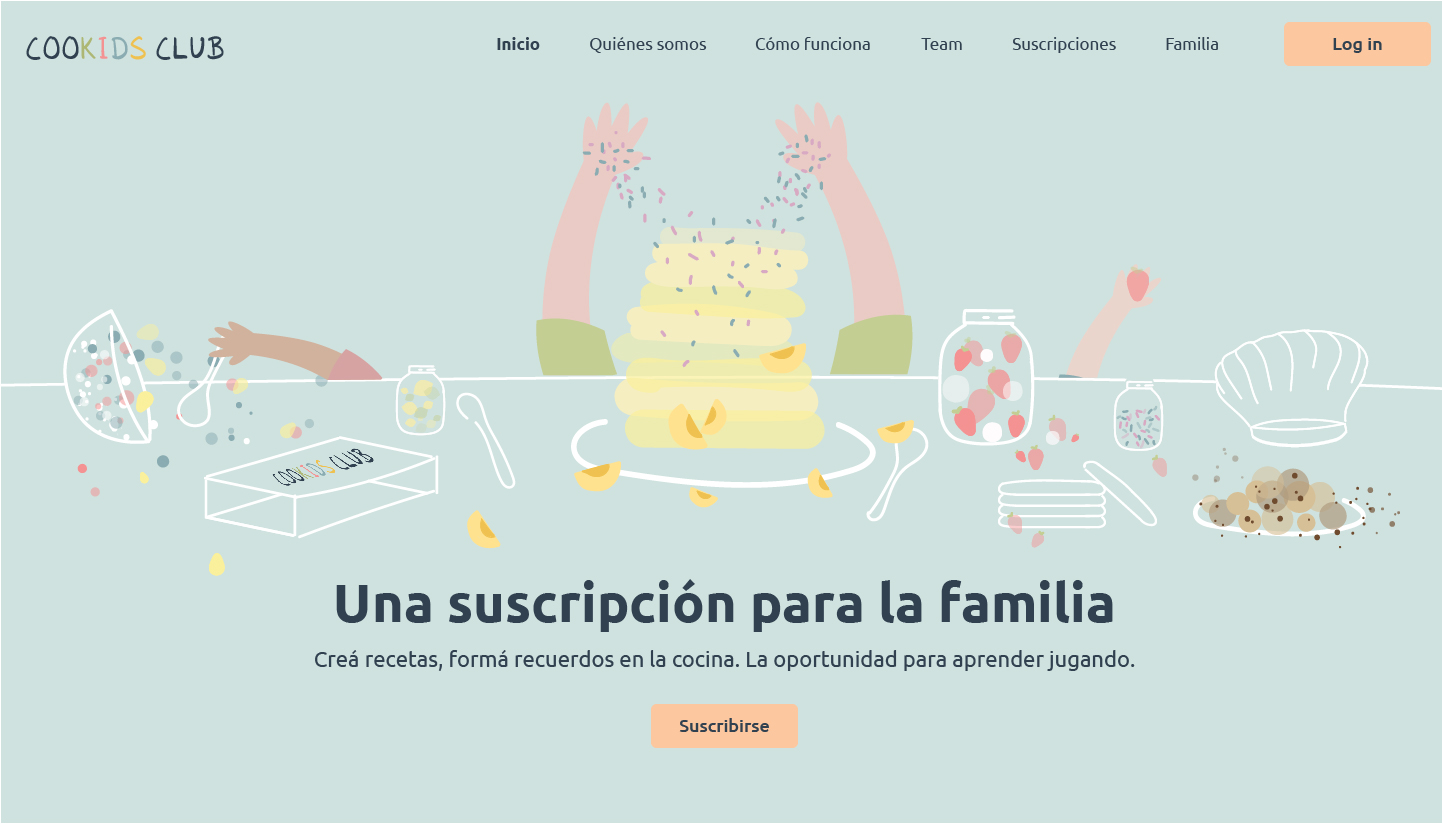 COOKIDS CLUB
Inicio Quiénes somos Cómo funciona Team Suscripciones Familia Log in
COOKIDS CLUB
Una suscripción para la familia
Creá recetas, formá recuerdos en la cocina. La oportunidad para aprender jugando.
Suscribirse